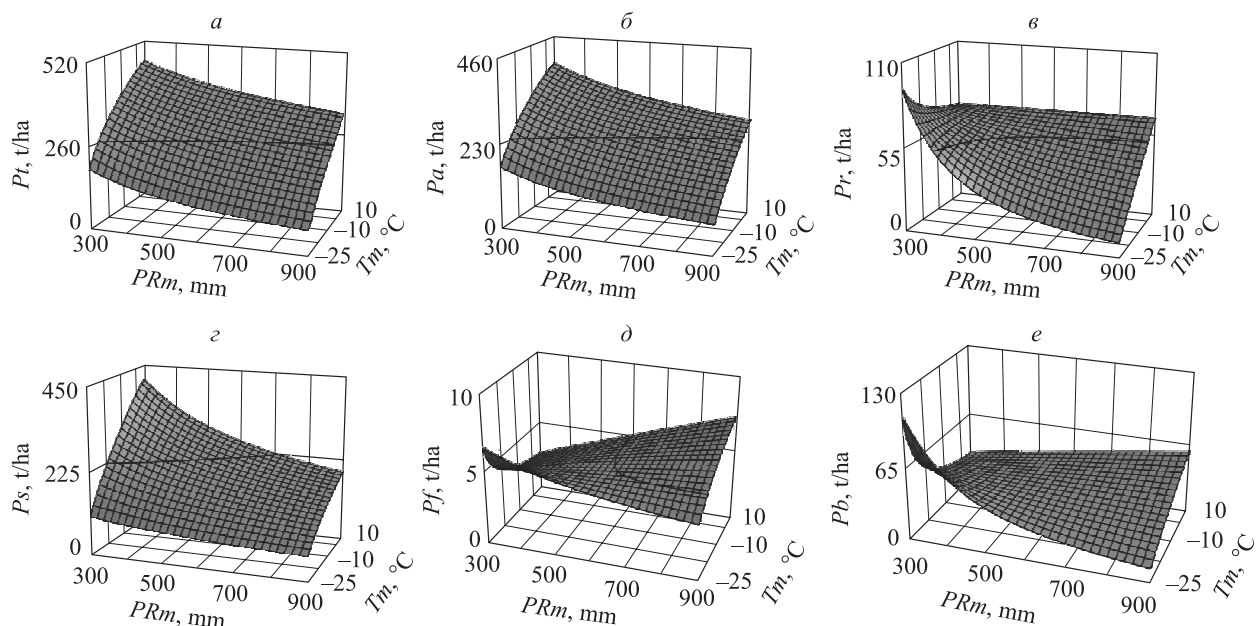 а
б
в
520
260
0
Pt, t/ha
300
500
700
900
PRm, mm
10
–10
–25
Tm, °C
460
230
0
Pa, t/ha
300
500
700
900
PRm, mm
10
–10
–25
Tm, °C
110
55
0
Pr, t/ha
300
500
700
900
PRm, mm
10
–10
–25
Tm, °C
г
д
е
450
225
0
Ps, t/ha
300
500
700
900
PRm, mm
10
–10
–25
Tm, °C
10
5
0
Pf, t/ha
300
500
700
900
PRm, mm
10
–10
–25
Tm, °C
130
65
0
Pb, t/ha
300
500
700
900
PRm, mm
10
–10
–25
Tm, °C